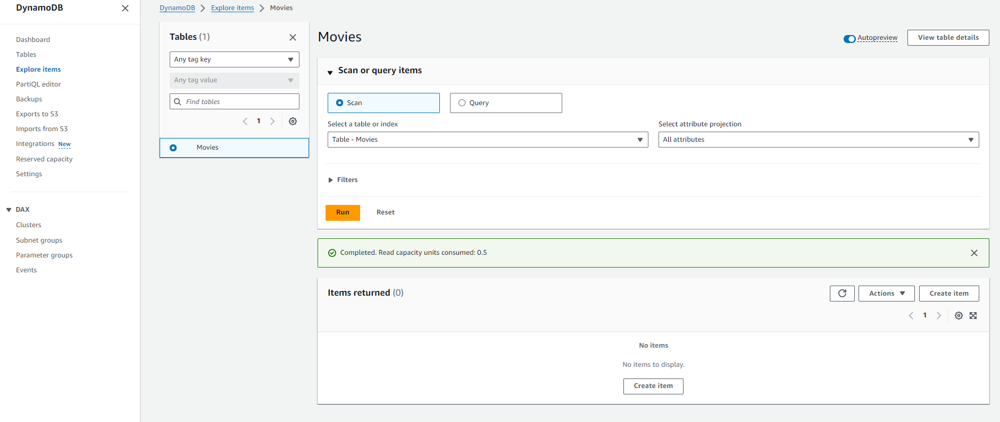 DynamoDB
Dashboard
Tables
Explore items
PartiQL editor
Backups
Exports to S3
Imports from S3
Integrations New
Reserved capacity
Settings
DAX
Clusters
Subnet groups
Parameter groups
Events
DynamoDB Explore items Movies
Tables (1)
Any tag key
Any tag value
Find tables
1
Movies
Movies
Autopreview
View table details
Scan or query items
Scan Query
Select a table or index
Table - Movies
Select attribute projection
All attributes
Filters
Run Reset
Completed. Read capacity units consumed: 0.5
Items returned (0)
Actions Create item
1
No items
No items to display.
Create item